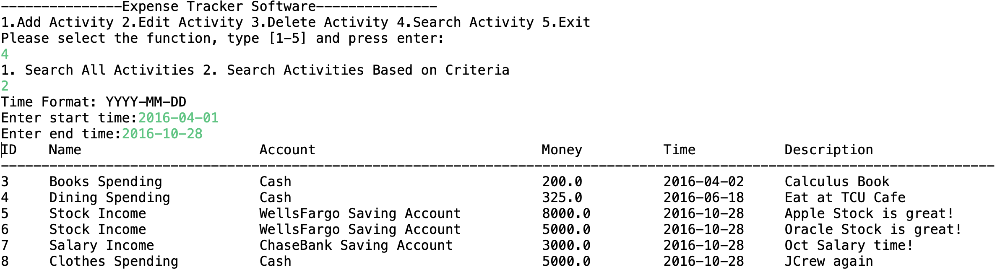 ---------------Expense Tracker Software---------------
1.Add Activity 2.Edit Activity 3.Delete Activity 4.Search Activity 5.Exit
Please select the function, type [1-5] and press enter:
4
1. Search All Activities 2. Search Activities Based on Criteria
2
Time Format: YYYY-MM-DD
Enter start time:2016-04-01
Enter end time:2016-10-28
ID    Name                      Account                            Money          Time           Description
---------------------------------------------------------------------------------------------------------------------------
3     Books Spending            Cash                               200.0          2016-04-02     Calculus Book
4     Dining Spending           Cash                               325.0          2016-06-18     Eat at TCU Cafe
5     Stock Income              WellsFargo Saving Account          8000.0         2016-10-28     Apple Stock is great!
6     Stock Income              WellsFargo Saving Account          5000.0         2016-10-28     Oracle Stock is great!
7     Salary Income             ChaseBank Saving Account           3000.0         2016-10-28     Oct Salary time!
8     Clothes Spending          Cash                               5000.0         2016-10-28     JCrew again